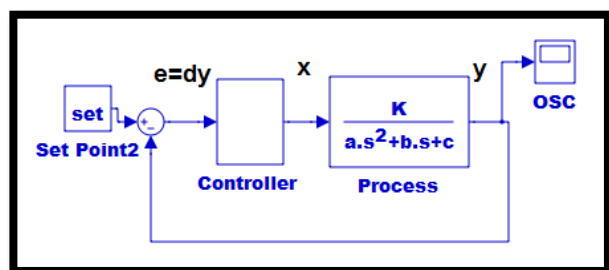 e=dy
x
y
set
+
−
K
a.s²+b.s+c
OSC
Set Point2
Controller
Process